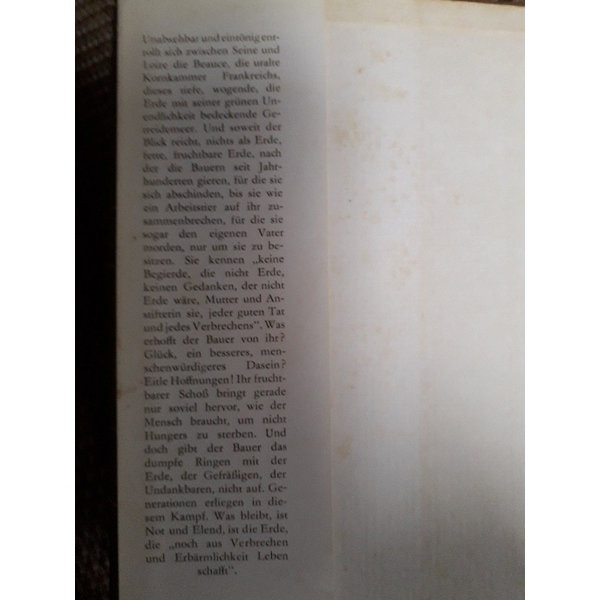 Unabsehbar und eintönig ent-
rollt sich zwischen Seine und
Loire die Beauce, die uralte
Kornkammer Frankreichs,
dieses tiefe, wogende, die
Erde mit seiner grünen Un-
endlichkeit bedeckende Ge-
treidemeer. Und soweit der
Blick reicht, nichts als Erde,
fette, fruchtbare Erde, nach
der die Bauern seit Jahr-
hunderten gieren, für die sie
sich abschinden, bis sie wie
ein Arbeitstier auf ihr zu-
sammenbrechen, für die sie
sogar den eigenen Vater
morden, nur um sie zu be-
sitzen. Sie kennen „keine
Begierde, die nicht Erde,
keinen Gedanken, der nicht
Erde wäre, Mutter und An-
stifterin sie, jeder guten Tat
und jedes Verbrechens“. Was
erhofft der Bauer von ihr?
Glück, ein besseres, men-
schenwürdigeres Dasein?
Eitle Hoffnungen! Ihr frucht-
barer Schoß bringt gerade
nur soviel hervor, wie der
Mensch braucht, um nicht
Hungers zu sterben. Und
doch gibt der Bauer das
dumpfe Ringen mit der
Erde, der Gefräßigen, der
Undankbaren, nicht auf. Ge-
nerationen erliegen in die-
sem Kampf. Was bleibt, ist
Not und Elend, ist die Erde,
die „noch aus Verbrechen
und Erbärmlichkeit Leben
schafft“.